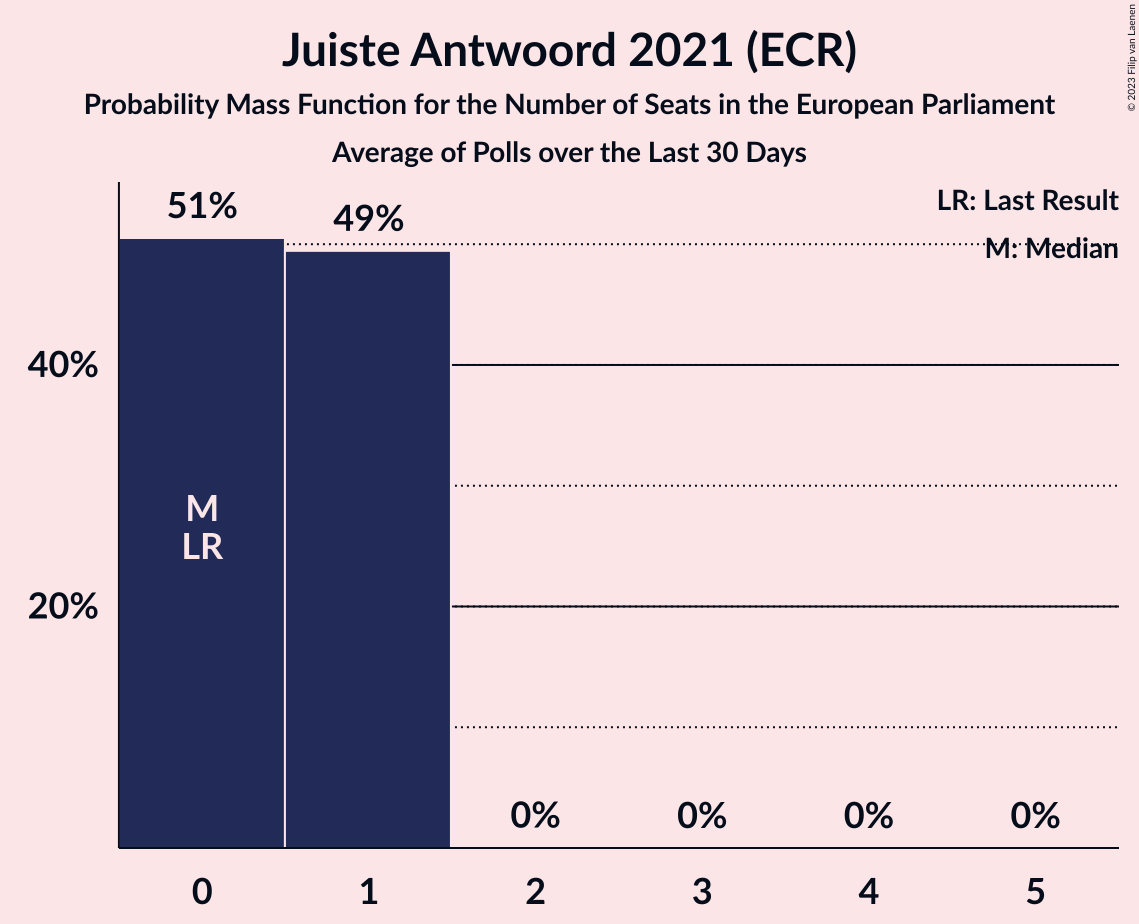 Juiste Antwoord 2021 (ECR)
Probability Mass Function for the Number of Seats in the European Parliament
Average of Polls over the Last 30 Days
© 2023 Filip van Laenen
LR: Last Result
M: Median
51%
49%
40%
20%
M
LR
0%
0%
0%
0%
0
1
2
3
4
5